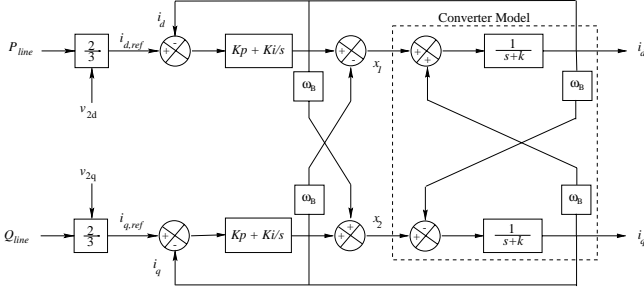 Converter Model
i_d
P_line
2/3
i_d,ref
+
-
Kp + Ki/s
+
-
x_1
+
+
1/(s+k)
i_d
v_2d
ω_B
ω_B
v_2q
ω_B
ω_B
Q_line
2/3
i_q,ref
+
-
Kp + Ki/s
+
+
x_2
+
-
1/(s+k)
i_q
i_q